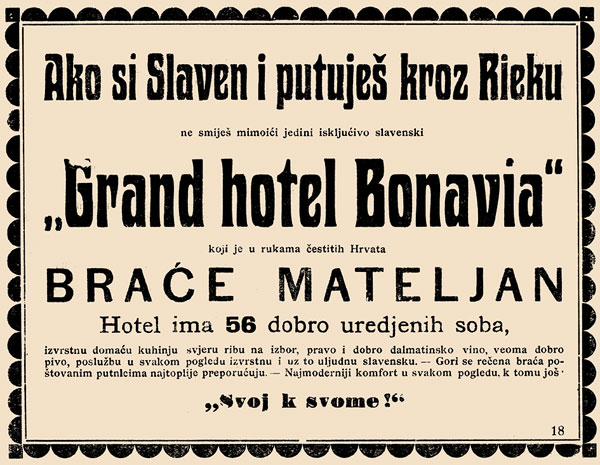 Ako si Slaven i putuješ kroz Rieku
ne smiješ mimoići jedini isključivo slavenski
„Grand hotel Bonavia“
koji je u rukama čestitih Hrvata
BRAĆE MATELJAN
Hotel ima 56 dobro uredjenih soba,
izvrstnu domaću kuhinju svjeru ribu na izbor, pravo i dobro dalmatinsko vino, veoma dobro
pivo, poslužbu u svakom pogledu izvrstnu i uz to uljudnu slavensku. — Gori se rečena braća po-
štovanim putnicima najtoplije preporučuju. — Najmoderniji komfort u svakom pogledu, k tomu još ·
„Svoj k svome!“
18